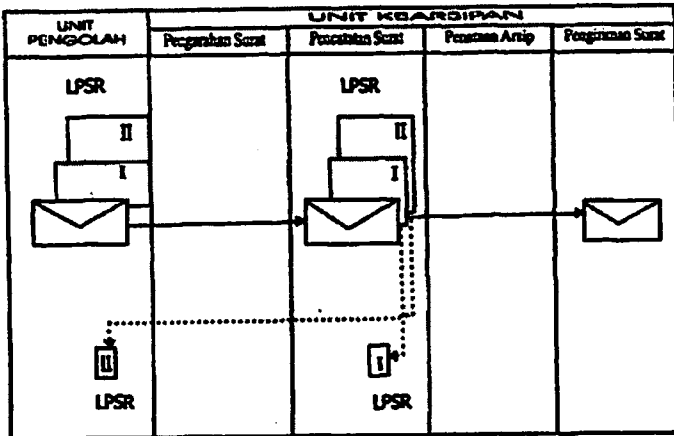 UNIT PENGOLAH
UNIT KEARSIPAN
Pengarahan Surat
Pencatatan Surat
Penataan Arsip
Pengiriman Surat
LPSR
LPSR
II
II
I
I
II
I
LPSR
LPSR